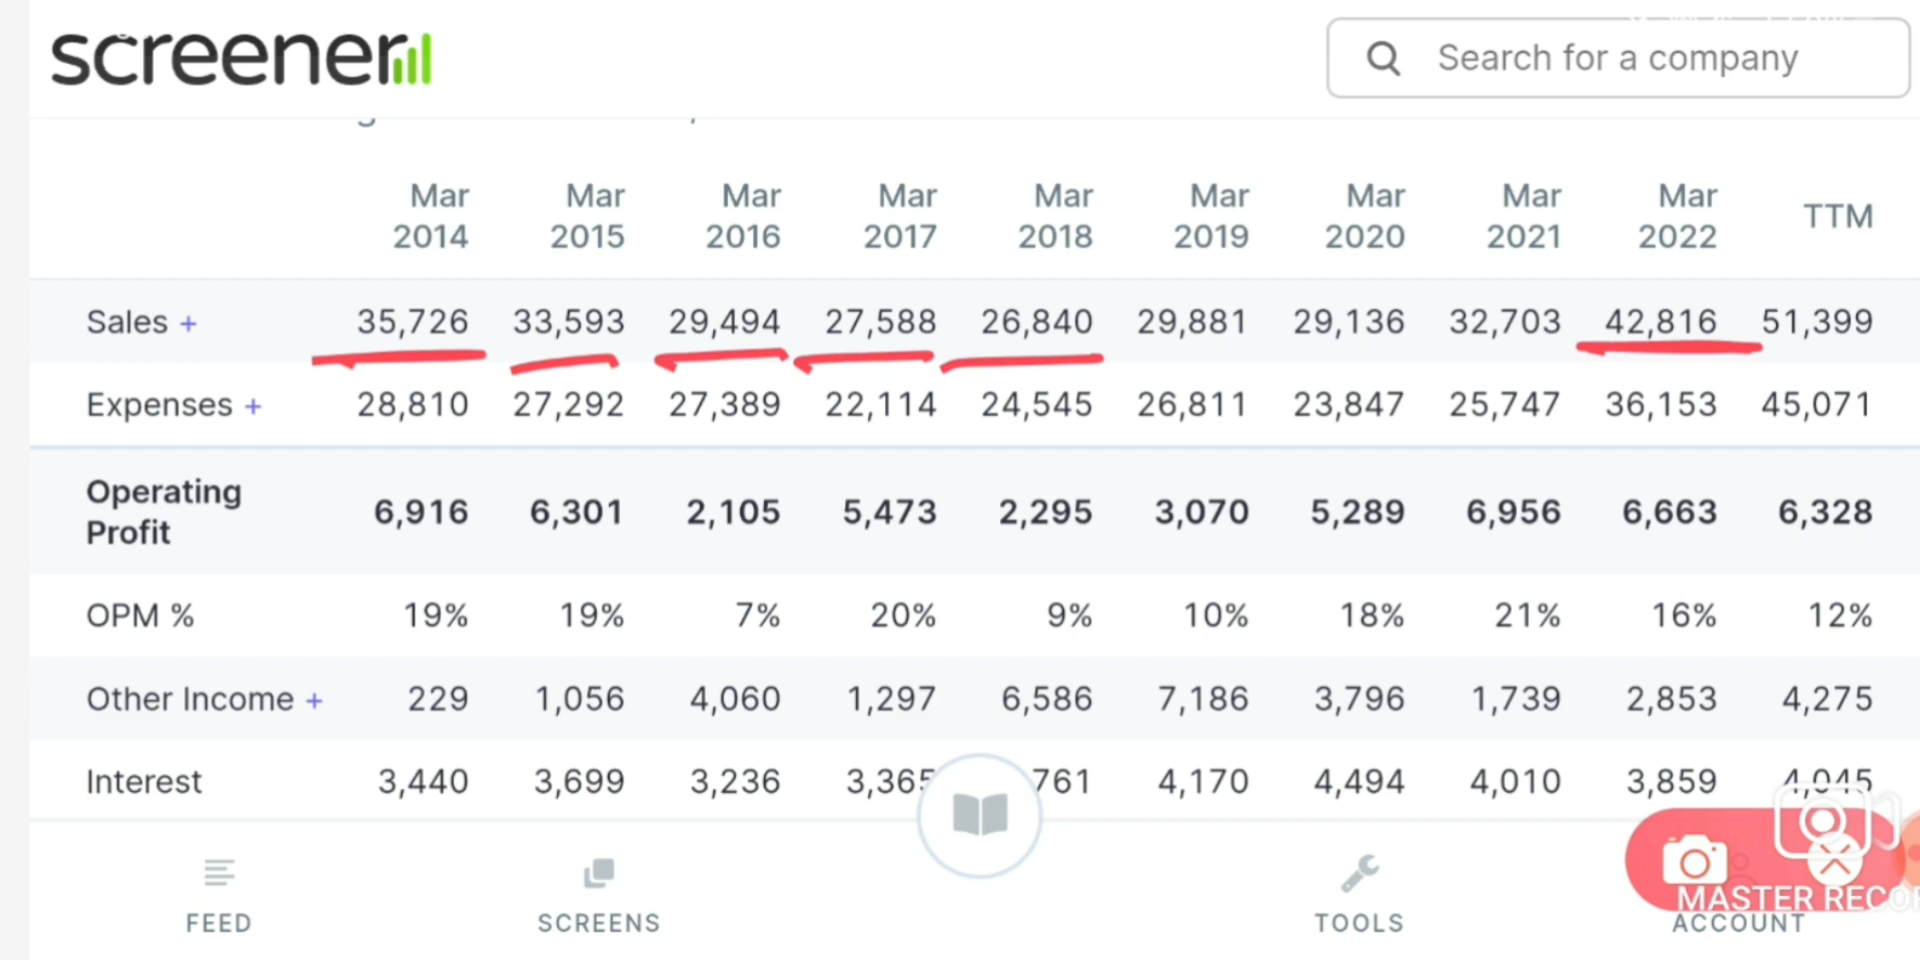 screener
Search for a company
Mar 2014 Mar 2015 Mar 2016 Mar 2017 Mar 2018 Mar 2019 Mar 2020 Mar 2021 Mar 2022 TTM
Sales + 35,726 33,593 29,494 27,588 26,840 29,881 29,136 32,703 42,816 51,399
Expenses + 28,810 27,292 27,389 22,114 24,545 26,811 23,847 25,747 36,153 45,071
Operating Profit 6,916 6,301 2,105 5,473 2,295 3,070 5,289 6,956 6,663 6,328
OPM % 19% 19% 7% 20% 9% 10% 18% 21% 16% 12%
Other Income + 229 1,056 4,060 1,297 6,586 7,186 3,796 1,739 2,853 4,275
Interest 3,440 3,699 3,236 3,365 761 4,170 4,494 4,010 3,859 4,045
FEED SCREENS TOOLS ACCOUNT
MASTER RECO